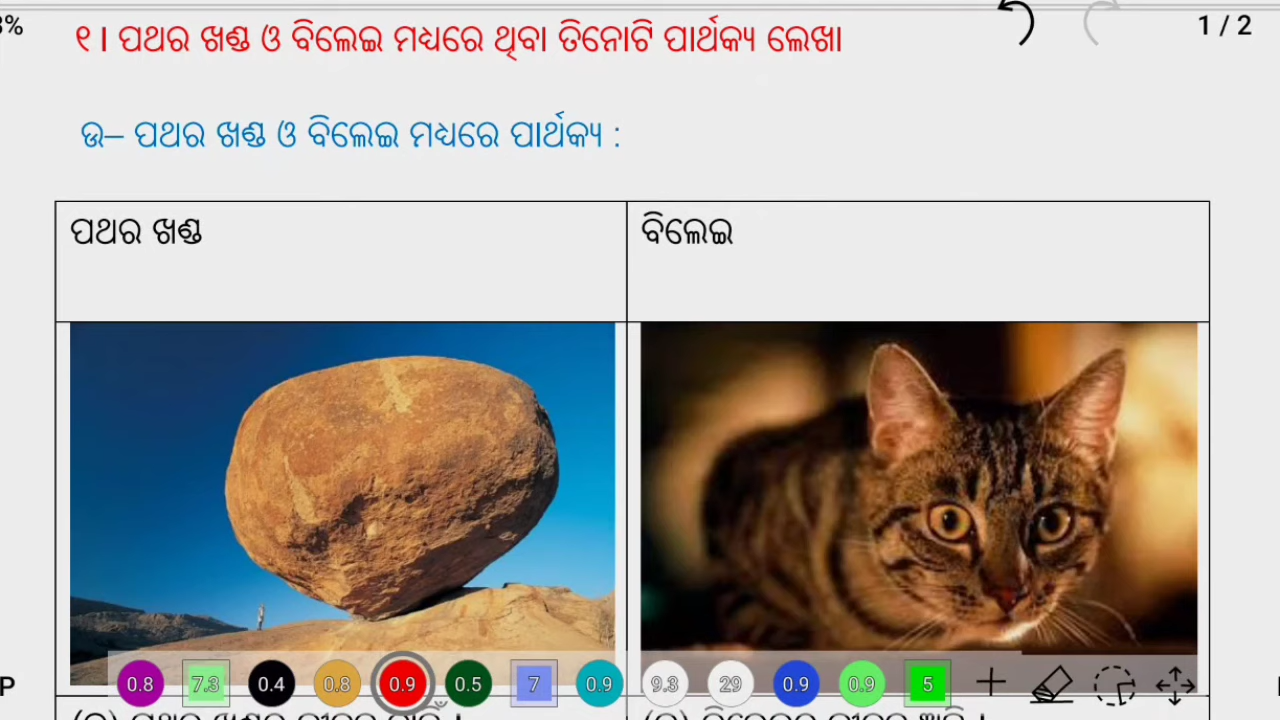 ୧। ପଥର ଖଣ୍ଡ ଓ ବିଲେଇ ମଧ୍ୟରେ ଥିବା ତିନୋଟି ପାର୍ଥକ୍ୟ ଲେଖା
1 / 2
ଉ– ପଥର ଖଣ୍ଡ ଓ ବିଲେଇ ମଧ୍ୟରେ ପାର୍ଥକ୍ୟ :
ପଥର ଖଣ୍ଡ ବିଲେଇ
0.8 7.3 0.4 0.8 0.9 0.5 7 0.9 9.3 29 0.9 0.9 5